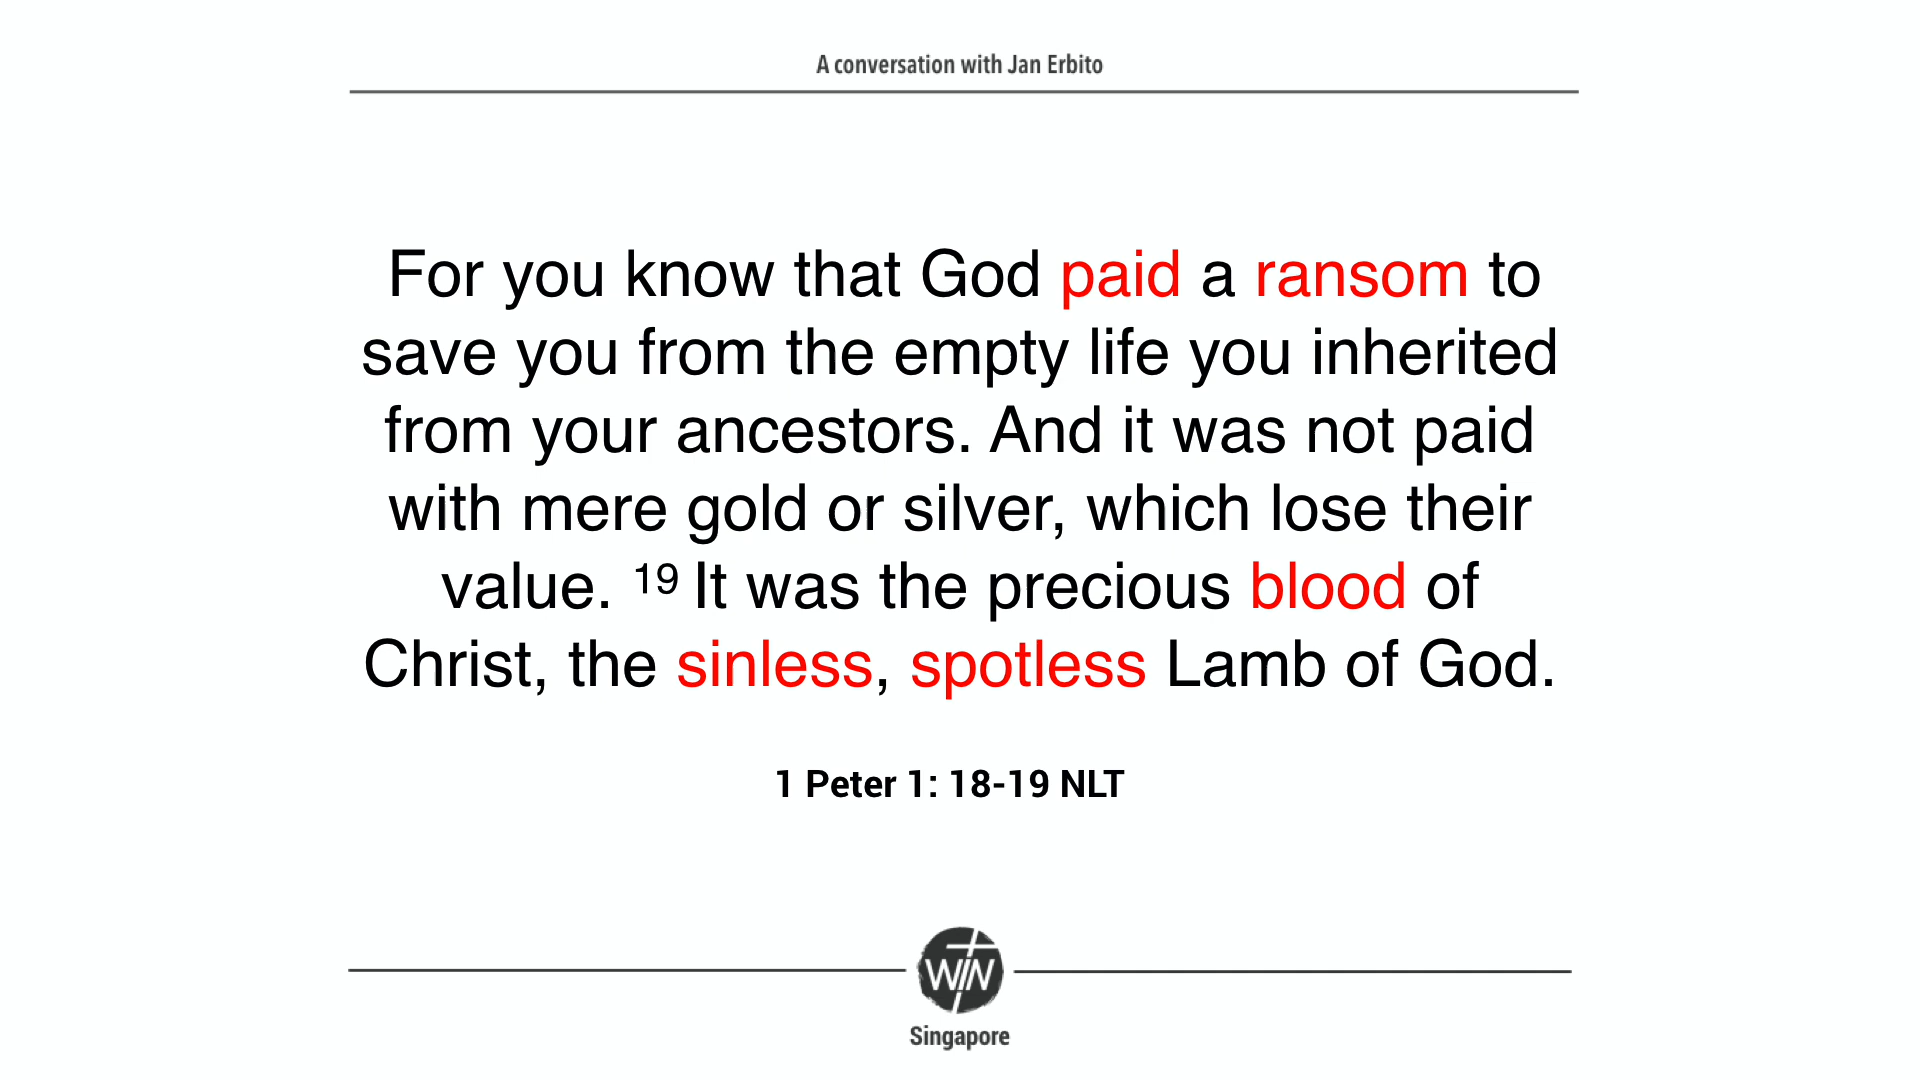 A conversation with Jan Erbito
For you know that God paid a ransom to
save you from the empty life you inherited
from your ancestors. And it was not paid
with mere gold or silver, which lose their
value. 19 It was the precious blood of
Christ, the sinless, spotless Lamb of God.
1 Peter 1: 18-19 NLT
WIN
Singapore